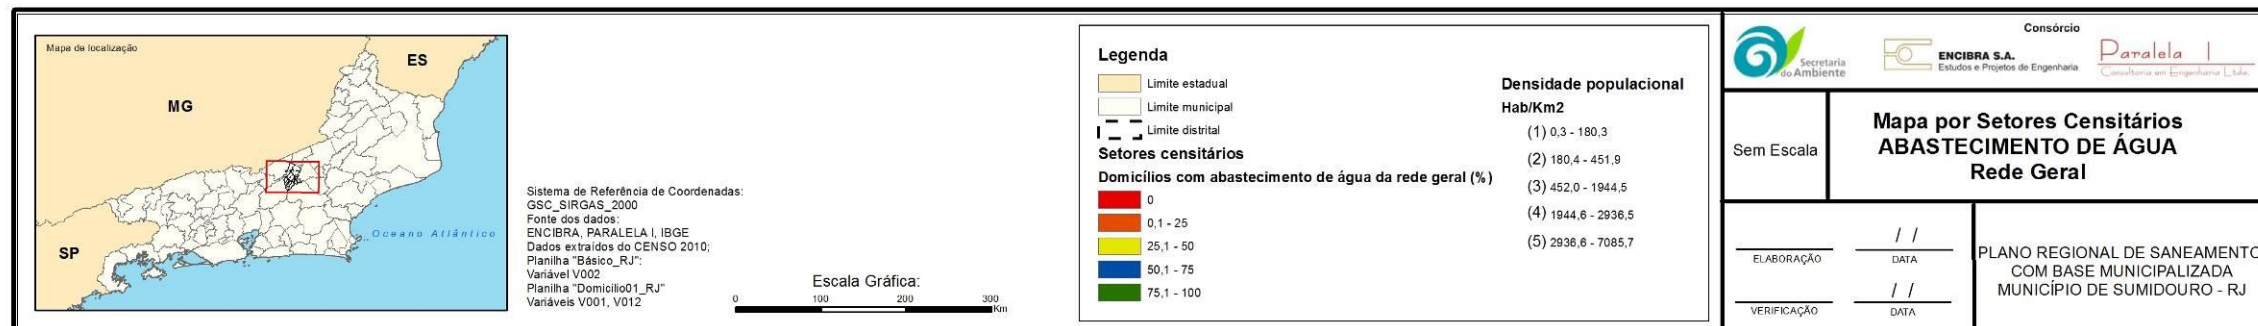 Mapa de localização
ES
MG
SP
Oceano Atlântico
Sistema de Referência de Coordenadas:
GSC_SIRGAS_2000
Fonte dos dados:
ENCIBRA, PARALELA I, IBGE
Dados extraídos do CENSO 2010;
Planilha "Básico_RJ":
Variável V002
Planilha "Domicilio01_RJ"
Variáveis V001, V012
Escala Gráfica:
0 100 200 300
Km
Legenda
Limite estadual
Limite municipal
Limite distrital
Setores censitários
Domicílios com abastecimento de água da rede geral (%)
0
0,1 - 25
25,1 - 50
50,1 - 75
75,1 - 100
Densidade populacional
Hab/Km2
(1) 0,3 - 180,3
(2) 180,4 - 451,9
(3) 452,0 - 1944,5
(4) 1944,6 - 2936,5
(5) 2936,6 - 7085,7
Secretaria
do Ambiente
Consórcio
ENCIBRA S.A.
Estudos e Projetos de Engenharia
Paralela I
Consultoria em Engenharia Ltda.
Sem Escala
Mapa por Setores Censitários
ABASTECIMENTO DE ÁGUA
Rede Geral
/ /
ELABORAÇÃO DATA
/ /
VERIFICAÇÃO DATA
PLANO REGIONAL DE SANEAMENTO
COM BASE MUNICIPALIZADA
MUNICÍPIO DE SUMIDOURO - RJ